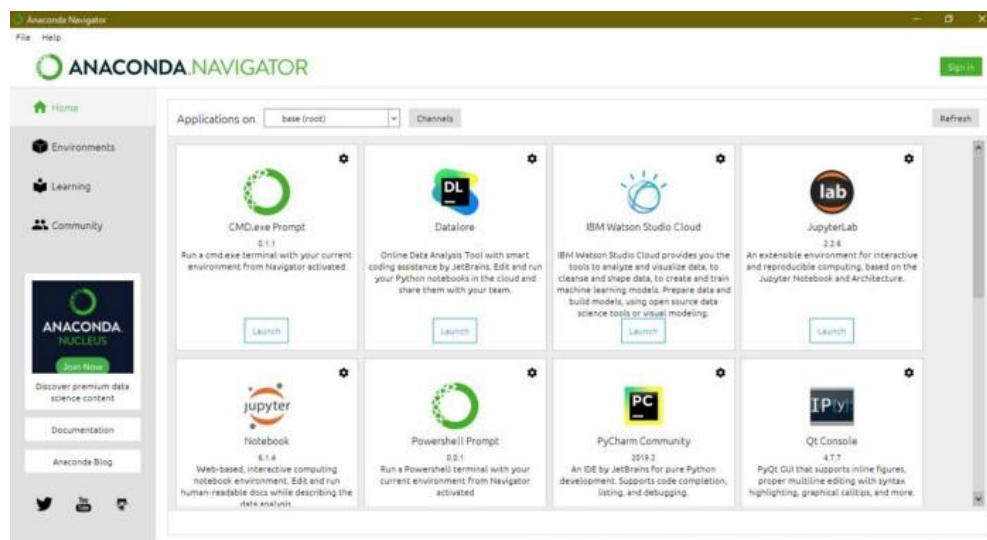 Anaconda Navigator
File Help
ANACONDA.NAVIGATOR
Sign in
Home
Environments
Learning
Community
ANACONDA.
NUCLEUS
Join Now
Discover premium data
science content
Documentation
Anaconda Blog
You
Tube
Applications on base (root) Channels Refresh
CMD.exe Prompt
0.1.1
Run a cmd.exe terminal with your current
environment from Navigator activated
Launch
DL
Datalore
Online Data Analysis Tool with smart
coding assistance by JetBrains. Edit and run
your Python notebooks in the cloud and
share them with your team.
Launch
IBM Watson Studio Cloud
IBM Watson Studio Cloud provides you the
tools to analyze and visualize data, to
cleanse and shape data, to create and train
machine learning models. Prepare data and
build models, using open source data
science tools or visual modeling.
Launch
lab
JupyterLab
2.2.6
An extensible environment for interactive
and reproducible computing, based on the
Jupyter Notebook and Architecture.
Launch
jupyter
Notebook
6.1.4
Web-based, interactive computing
notebook environment. Edit and run
human-readable docs while describing the
data analysis.
Powershell Prompt
0.0.1
Run a Powershell terminal with your
current environment from Navigator
activated
PC
PyCharm Community
2019.2
An IDE by JetBrains for pure Python
development. Supports code completion,
listing, and debugging.
IP[y]:
Qt Console
4.7.7
PyQt GUI that supports inline figures,
proper multiline editing with syntax
highlighting, graphical calltips, and more.